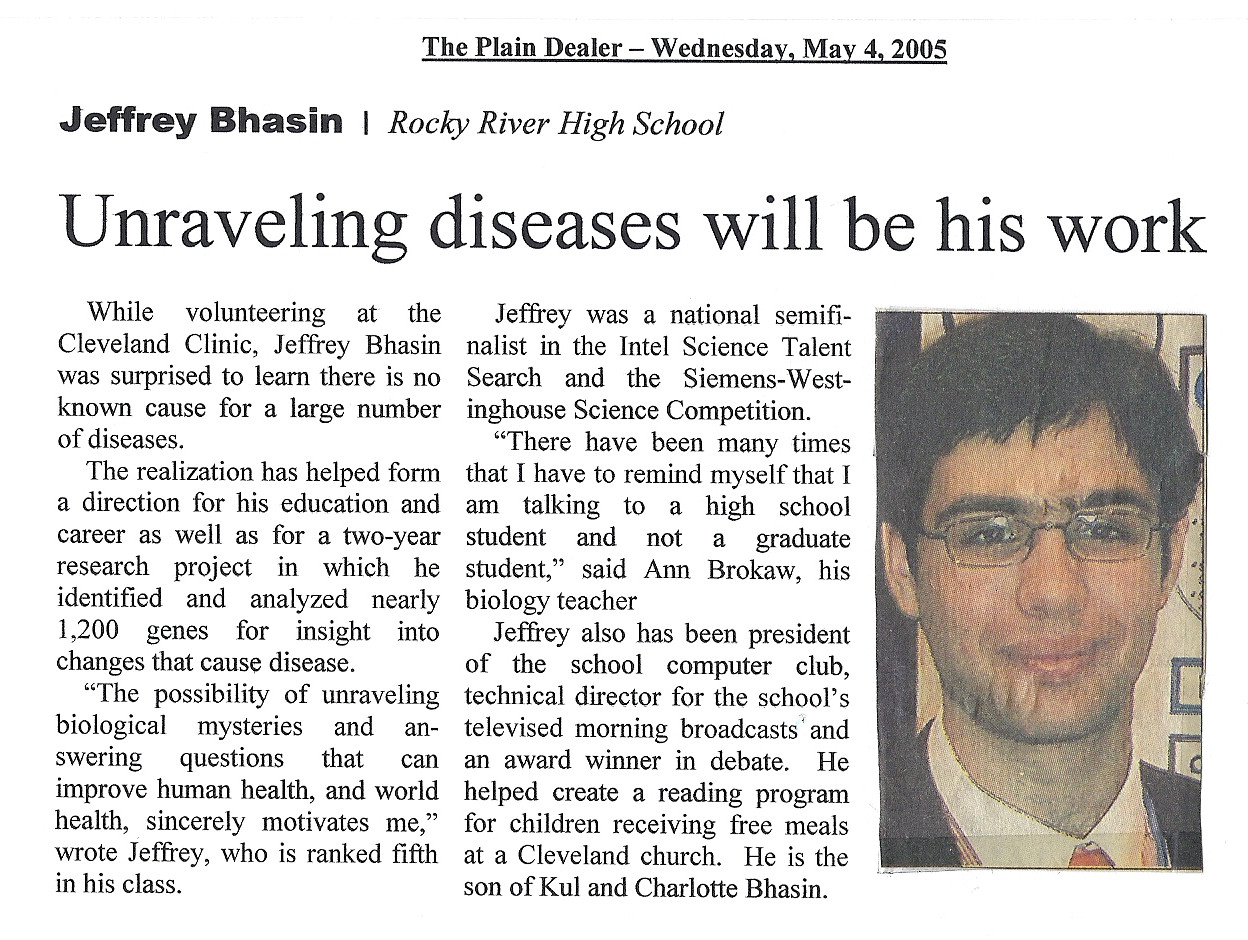 The Plain Dealer – Wednesday, May 4, 2005
Jeffrey Bhasin | Rocky River High School
Unraveling diseases will be his work
While volunteering at the
Cleveland Clinic, Jeffrey Bhasin
was surprised to learn there is no
known cause for a large number
of diseases.
The realization has helped form
a direction for his education and
career as well as for a two-year
research project in which he
identified and analyzed nearly
1,200 genes for insight into
changes that cause disease.
“The possibility of unraveling
biological mysteries and an-
swering questions that can
improve human health, and world
health, sincerely motivates me,”
wrote Jeffrey, who is ranked fifth
in his class.
Jeffrey was a national semifi-
nalist in the Intel Science Talent
Search and the Siemens-West-
inghouse Science Competition.
“There have been many times
that I have to remind myself that I
am talking to a high school
student and not a graduate
student,” said Ann Brokaw, his
biology teacher
Jeffrey also has been president
of the school computer club,
technical director for the school’s
televised morning broadcasts and
an award winner in debate. He
helped create a reading program
for children receiving free meals
at a Cleveland church. He is the
son of Kul and Charlotte Bhasin.